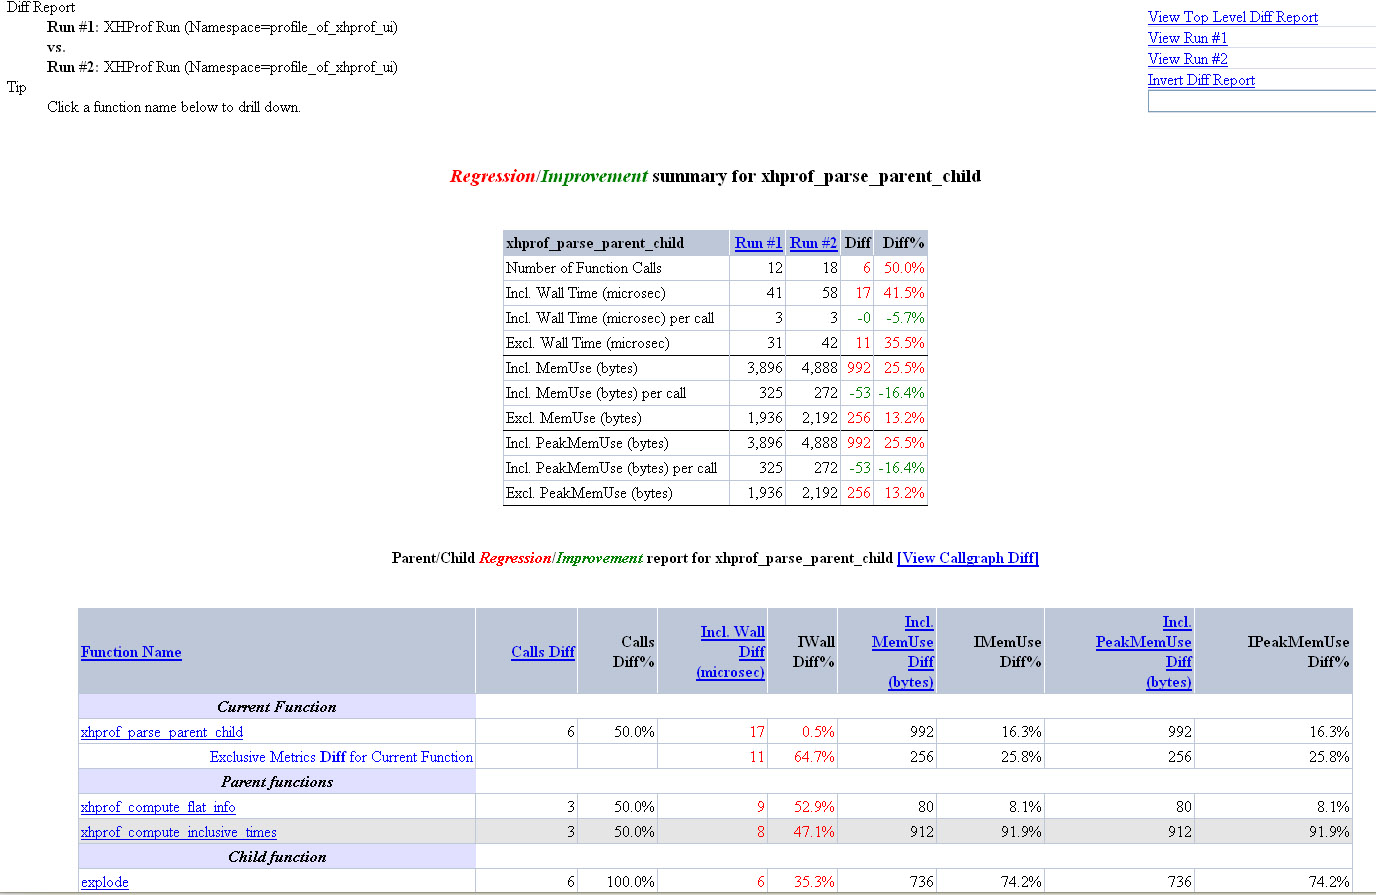 Diff Report
Run #1: XHProf Run (Namespace=profile_of_xhprof_ui)
vs.
Run #2: XHProf Run (Namespace=profile_of_xhprof_ui)
Tip
Click a function name below to drill down.
View Top Level Diff Report
View Run #1
View Run #2
Invert Diff Report
Regression/Improvement summary for xhprof_parse_parent_child
xhprof_parse_parent_child Run #1 Run #2 Diff Diff%
Number of Function Calls 12 18 6 50.0%
Incl. Wall Time (microsec) 41 58 17 41.5%
Incl. Wall Time (microsec) per call 3 3 -0 -5.7%
Excl. Wall Time (microsec) 31 42 11 35.5%
Incl. MemUse (bytes) 3,896 4,888 992 25.5%
Incl. MemUse (bytes) per call 325 272 -53 -16.4%
Excl. MemUse (bytes) 1,936 2,192 256 13.2%
Incl. PeakMemUse (bytes) 3,896 4,888 992 25.5%
Incl. PeakMemUse (bytes) per call 325 272 -53 -16.4%
Excl. PeakMemUse (bytes) 1,936 2,192 256 13.2%
Parent/Child Regression/Improvement report for xhprof_parse_parent_child [View Callgraph Diff]
Function Name
Calls Diff
Calls
Diff%
Incl. Wall
Diff
(microsec)
IWall
Diff%
Incl.
MemUse
Diff
(bytes)
IMemUse
Diff%
Incl.
PeakMemUse
Diff
(bytes)
IPeakMemUse
Diff%
Current Function
xhprof_parse_parent_child 6 50.0% 17 0.5% 992 16.3% 992 16.3%
Exclusive Metrics Diff for Current Function 11 64.7% 256 25.8% 256 25.8%
Parent functions
xhprof_compute_flat_info 3 50.0% 9 52.9% 80 8.1% 80 8.1%
xhprof_compute_inclusive_times 3 50.0% 8 47.1% 912 91.9% 912 91.9%
Child function
explode 6 100.0% 6 35.3% 736 74.2% 736 74.2%